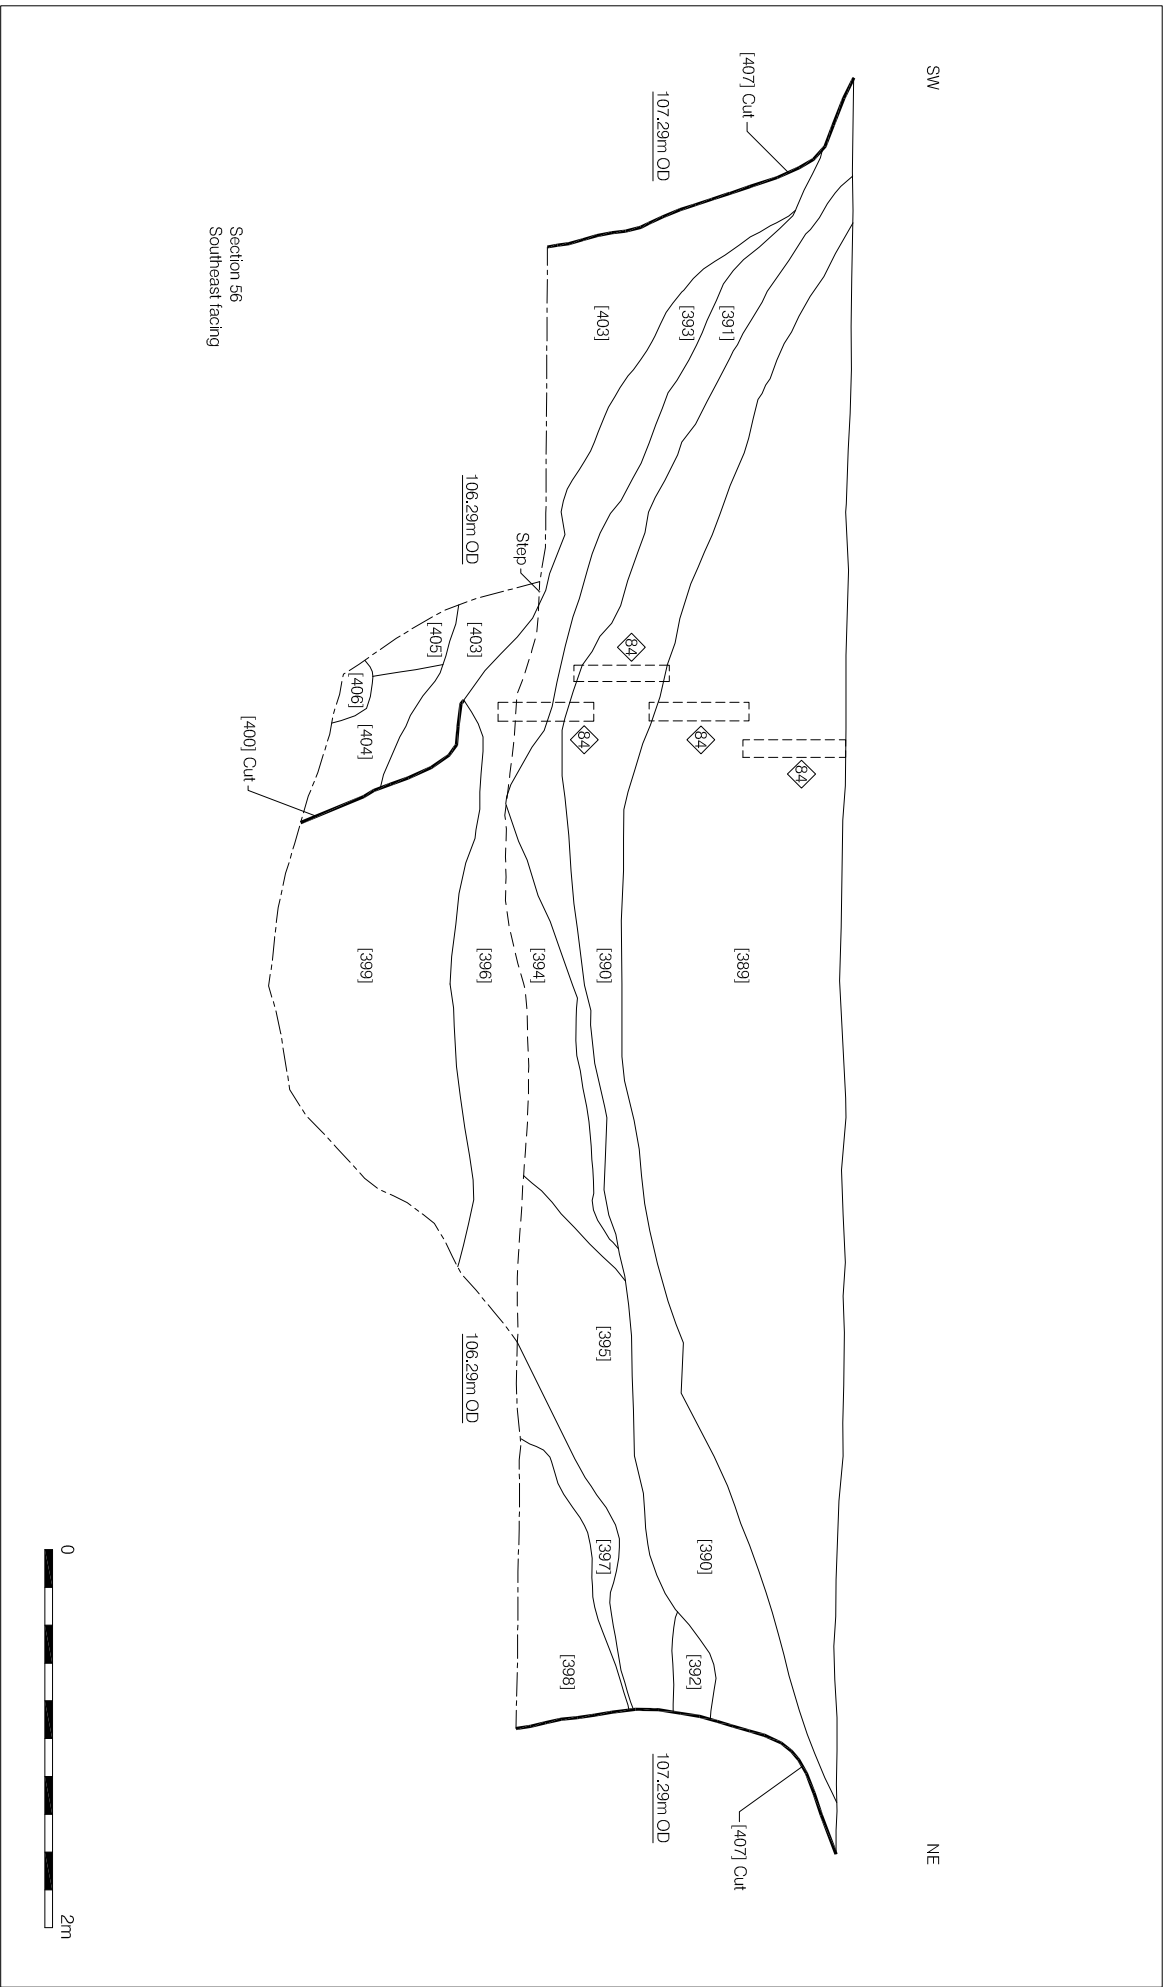 SW
NE
[407] Cut
[407] Cut
107.29m OD
107.29m OD
[389]
84
84
84
84
[391]
[393]
[403]
[390]
[390]
[392]
[394]
[395]
[397]
[398]
Step
106.29m OD
106.29m OD
[403]
[405]
[406]
[404]
[396]
[399]
[400] Cut
Section 56
Southeast facing
0
2m